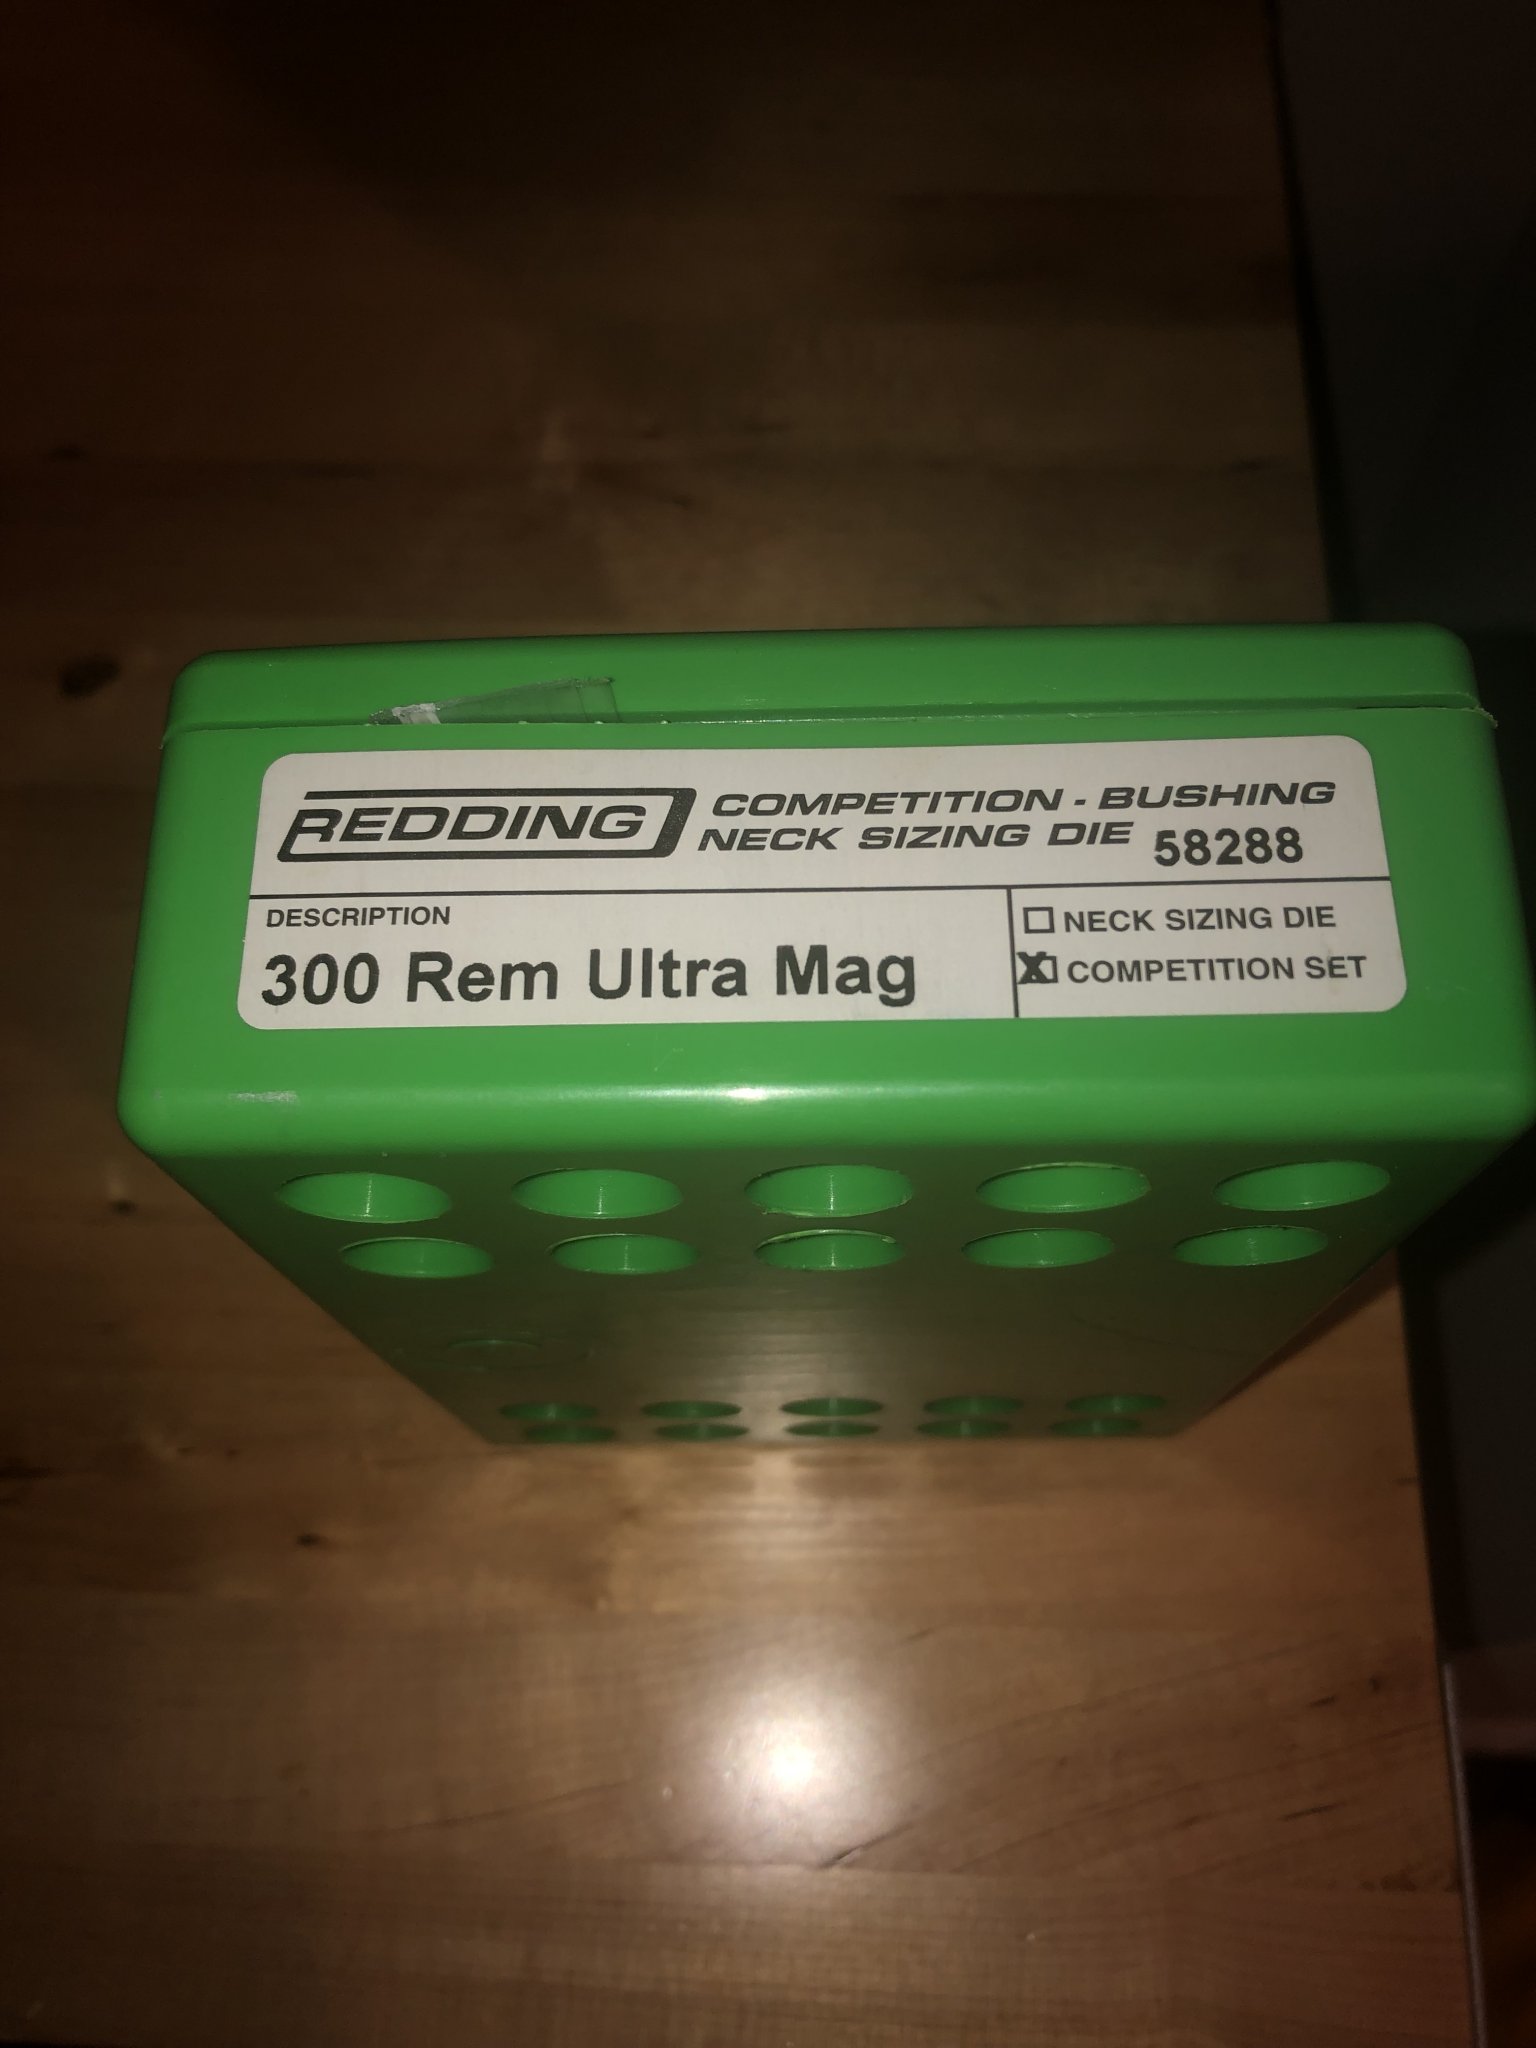 REDDING
COMPETITION - BUSHING
NECK SIZING DIE 58288
DESCRIPTION
300 Rem Ultra Mag
NECK SIZING DIE
COMPETITION SET